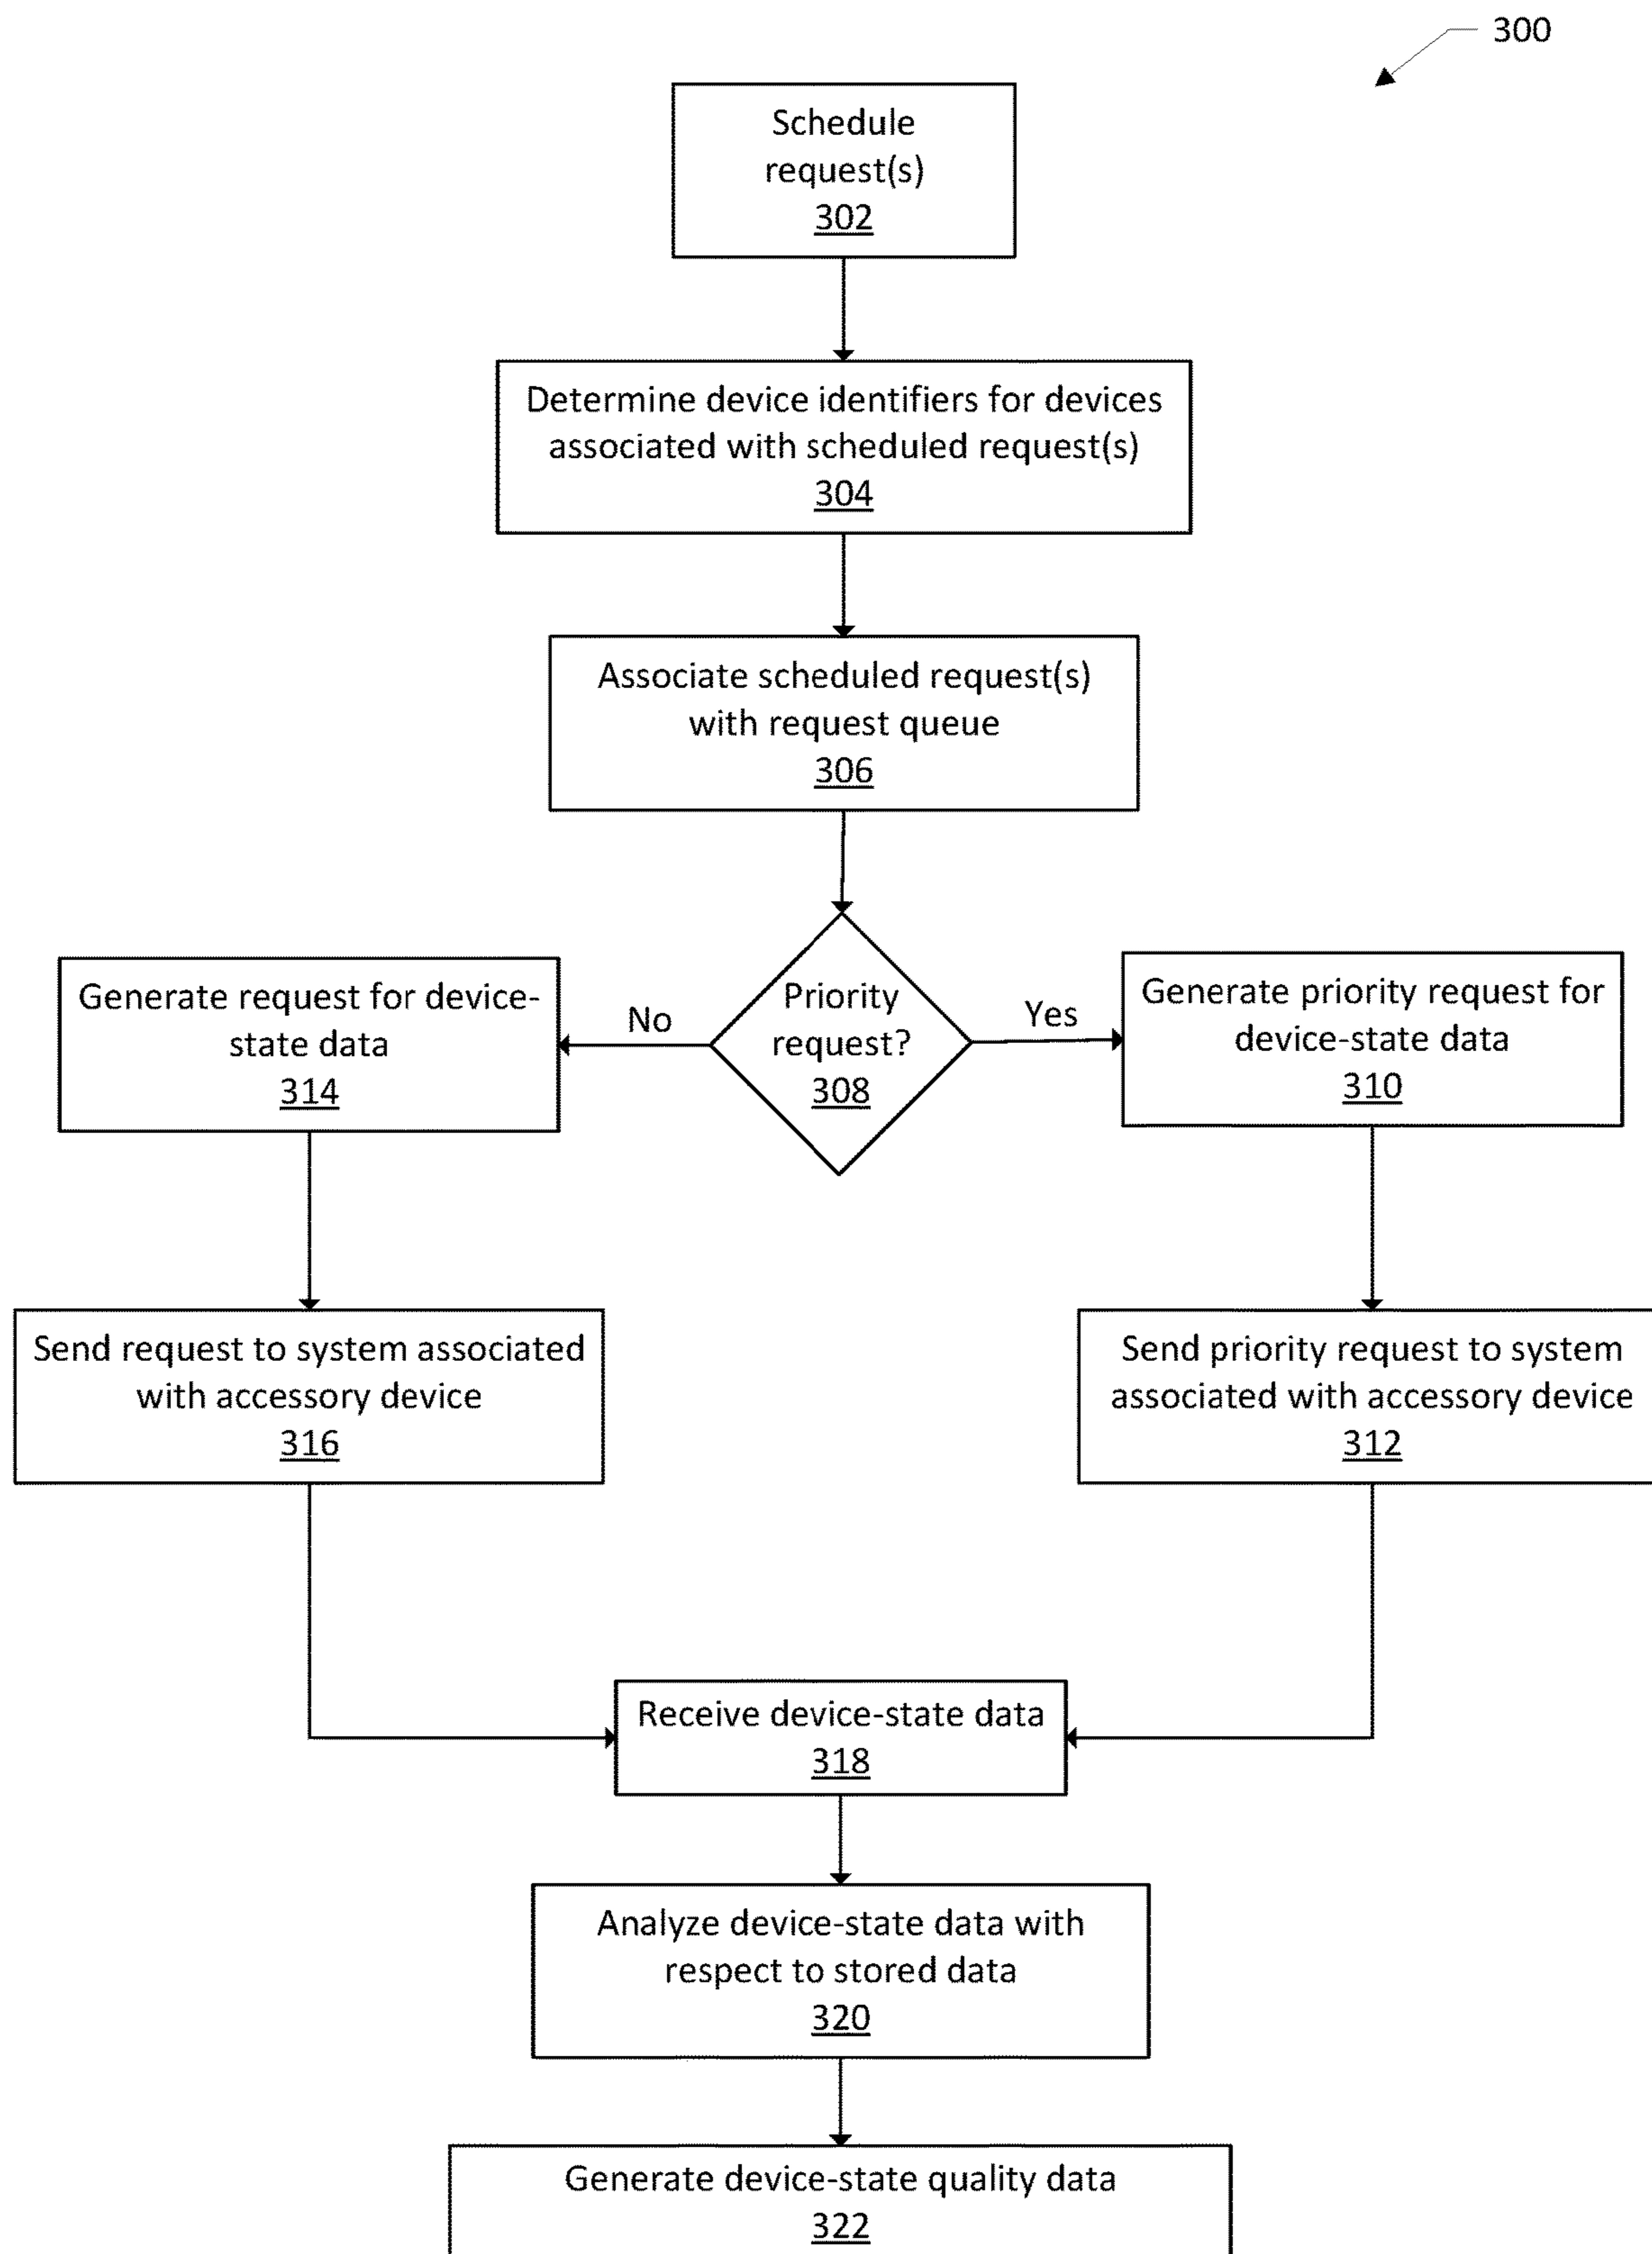 300
Schedule
request(s)
302
Determine device identifiers for devices
associated with scheduled request(s)
304
Associate scheduled request(s)
with request queue
306
Priority
request?
308
No
Yes
Generate request for device-
state data
314
Generate priority request for
device-state data
310
Send request to system associated
with accessory device
316
Send priority request to system
associated with accessory device
312
Receive device-state data
318
Analyze device-state data with
respect to stored data
320
Generate device-state quality data
322